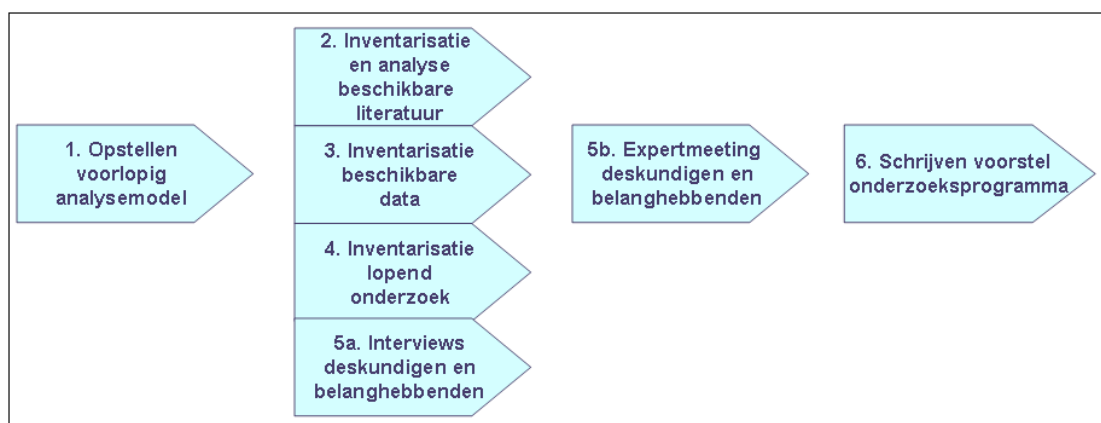 1. Opstellen
voorlopig
analysemodel
2. Inventarisatie
en analyse
beschikbare
literatuur
3. Inventarisatie
beschikbare
data
4. Inventarisatie
lopend
onderzoek
5a. Interviews
deskundigen en
belanghebbenden
5b. Expertmeeting
deskundigen en
belanghebbenden
6. Schrijven voorstel
onderzoeksprogramma